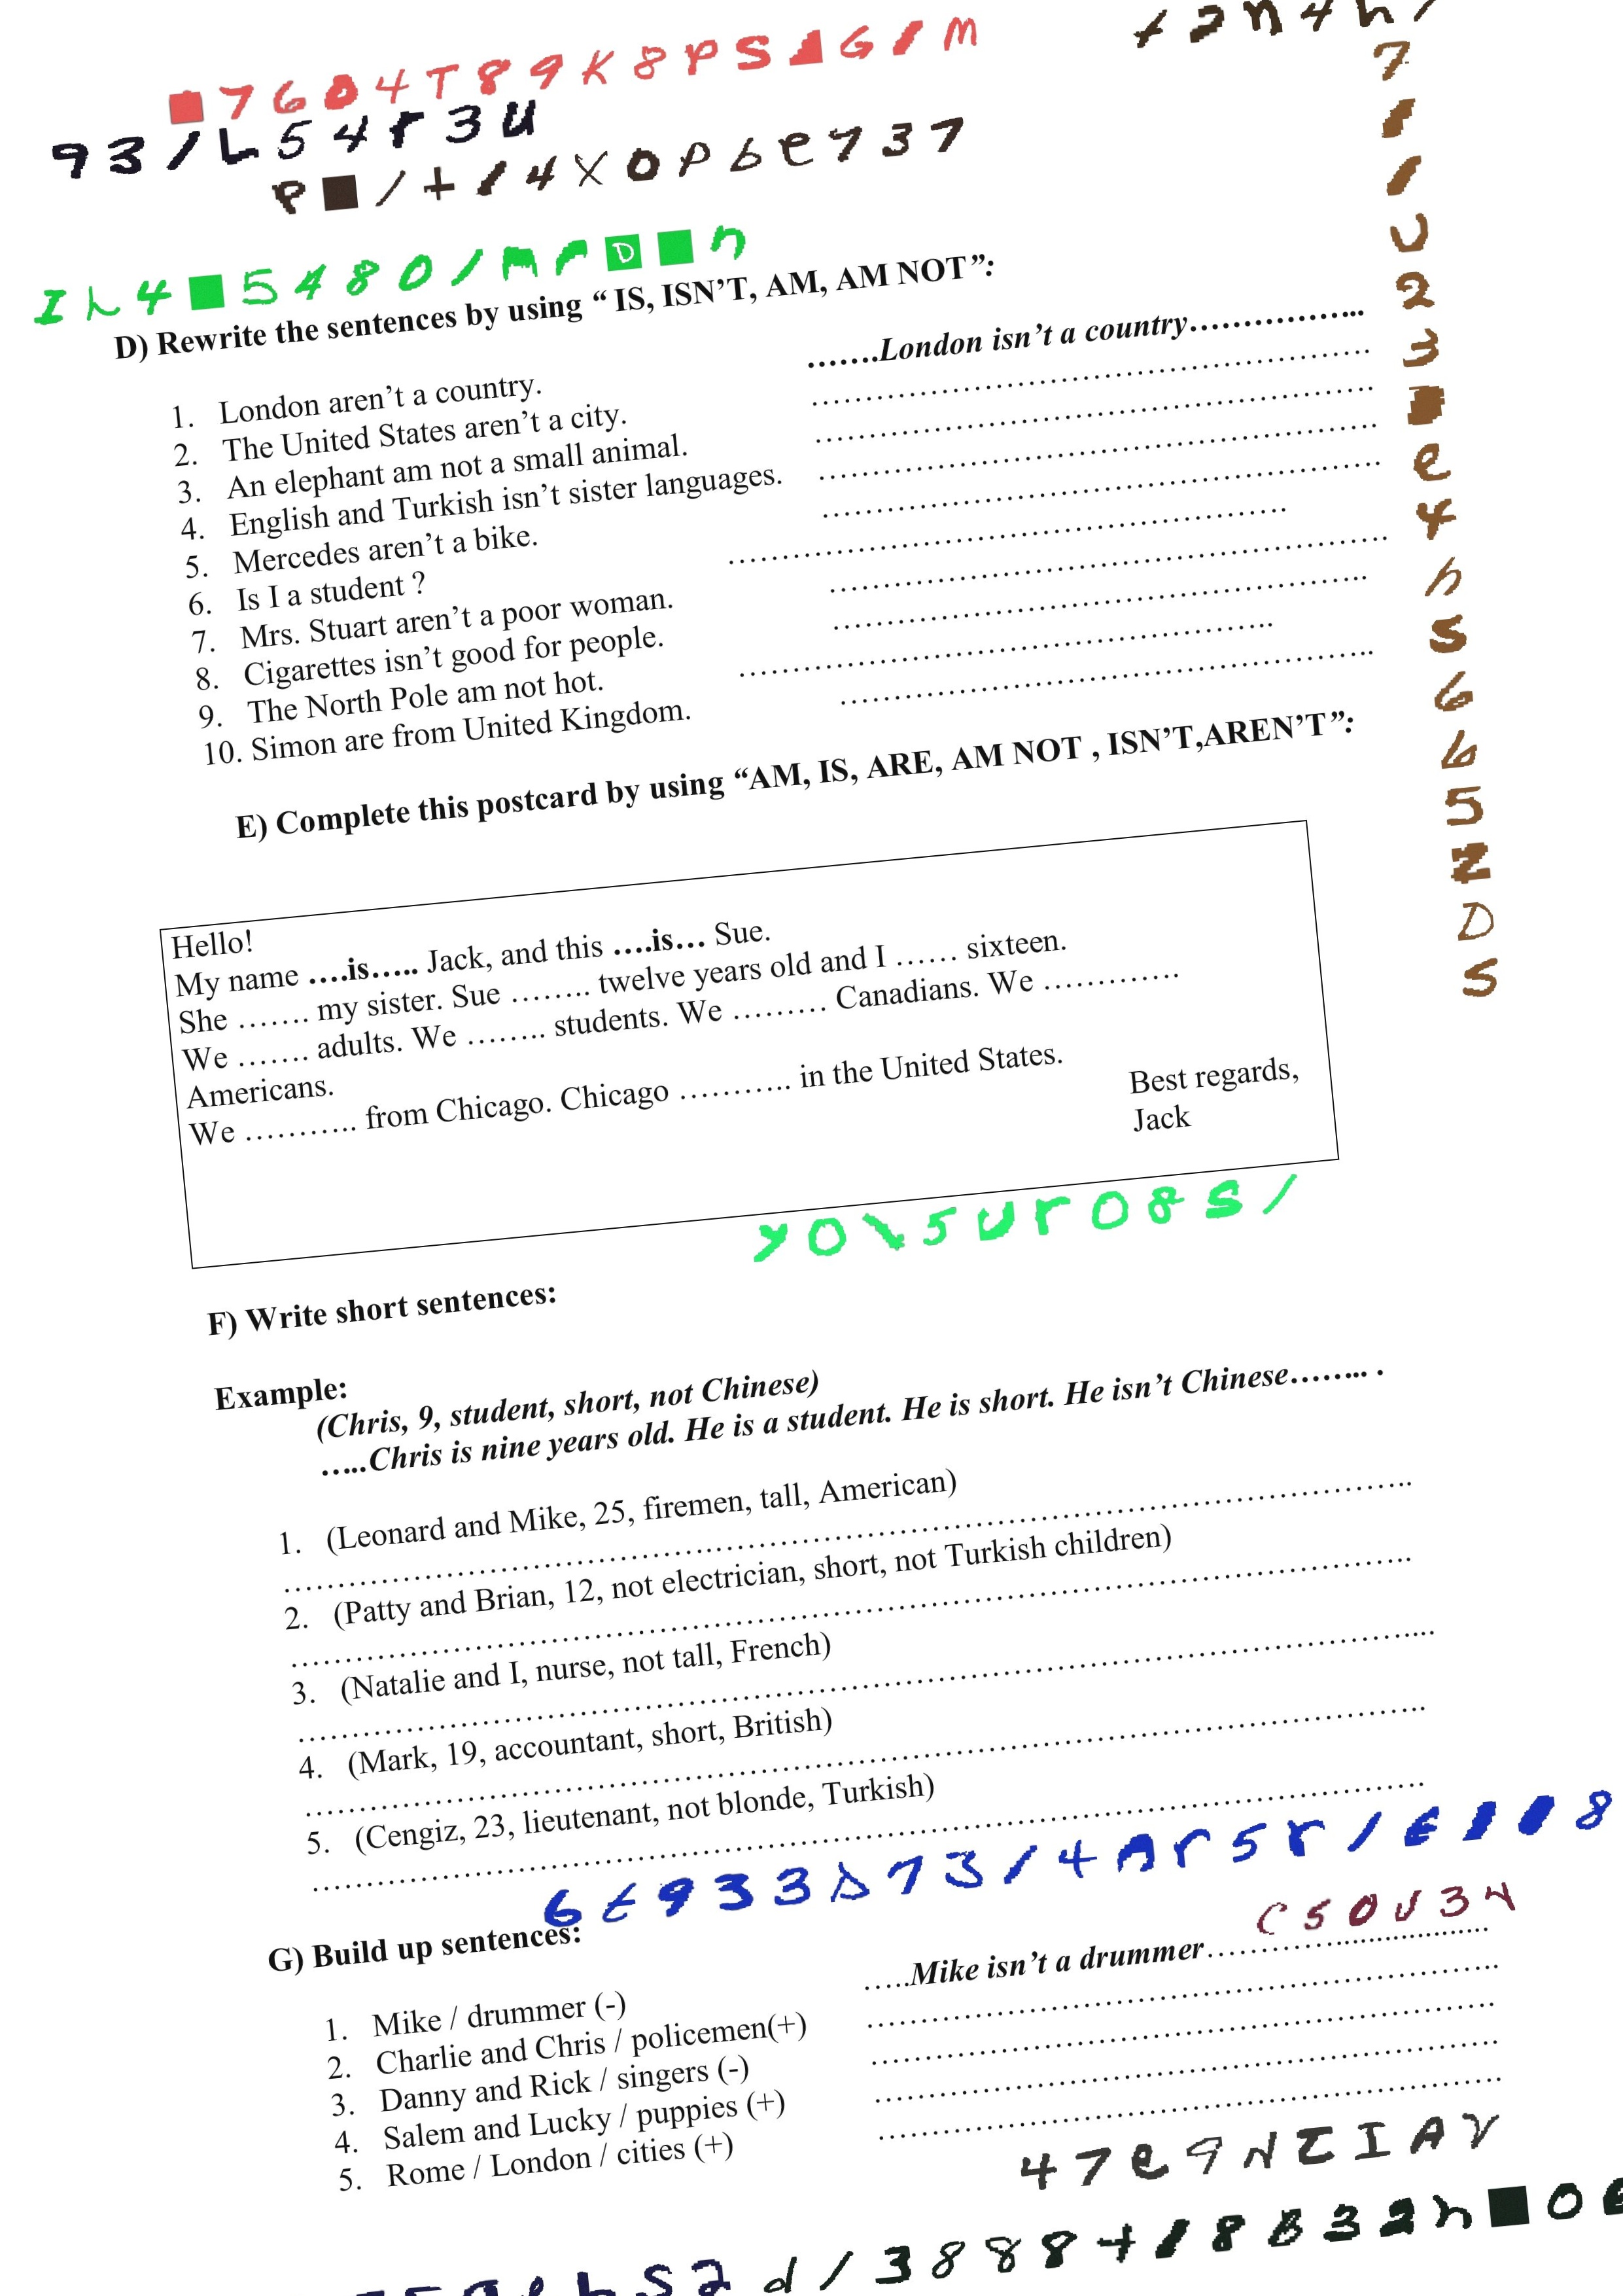 D) Rewrite the sentences by using “ IS, ISN’T, AM, AM NOT”:
…….London isn’t a country……………..
1. London aren’t a country.
2. The United States aren’t a city.
3. An elephant am not a small animal.
4. English and Turkish isn’t sister languages.
5. Mercedes aren’t a bike.
6. Is I a student ?
7. Mrs. Stuart aren’t a poor woman.
8. Cigarettes isn’t good for people.
9. The North Pole am not hot.
10. Simon are from United Kingdom.
E) Complete this postcard by using “AM, IS, ARE, AM NOT , ISN’T,AREN’T”:
Hello!
My name ….is….. Jack, and this ….is… Sue.
She ……. my sister. Sue …….. twelve years old and I …… sixteen.
We ……. adults. We …….. students. We ……… Canadians. We ………….
Americans.
We ……….. from Chicago. Chicago ……….. in the United States.
Best regards,
Jack
F) Write short sentences:
Example:
(Chris, 9, student, short, not Chinese)
…..Chris is nine years old. He is a student. He is short. He isn’t Chinese…….. .
1. (Leonard and Mike, 25, firemen, tall, American)
2. (Patty and Brian, 12, not electrician, short, not Turkish children)
3. (Natalie and I, nurse, not tall, French)
4. (Mark, 19, accountant, short, British)
5. (Cengiz, 23, lieutenant, not blonde, Turkish)
G) Build up sentences:
…..Mike isn’t a drummer…………..................
1. Mike / drummer (-)
2. Charlie and Chris / policemen(+)
3. Danny and Rick / singers (-)
4. Salem and Lucky / puppies (+)
5. Rome / London / cities (+)